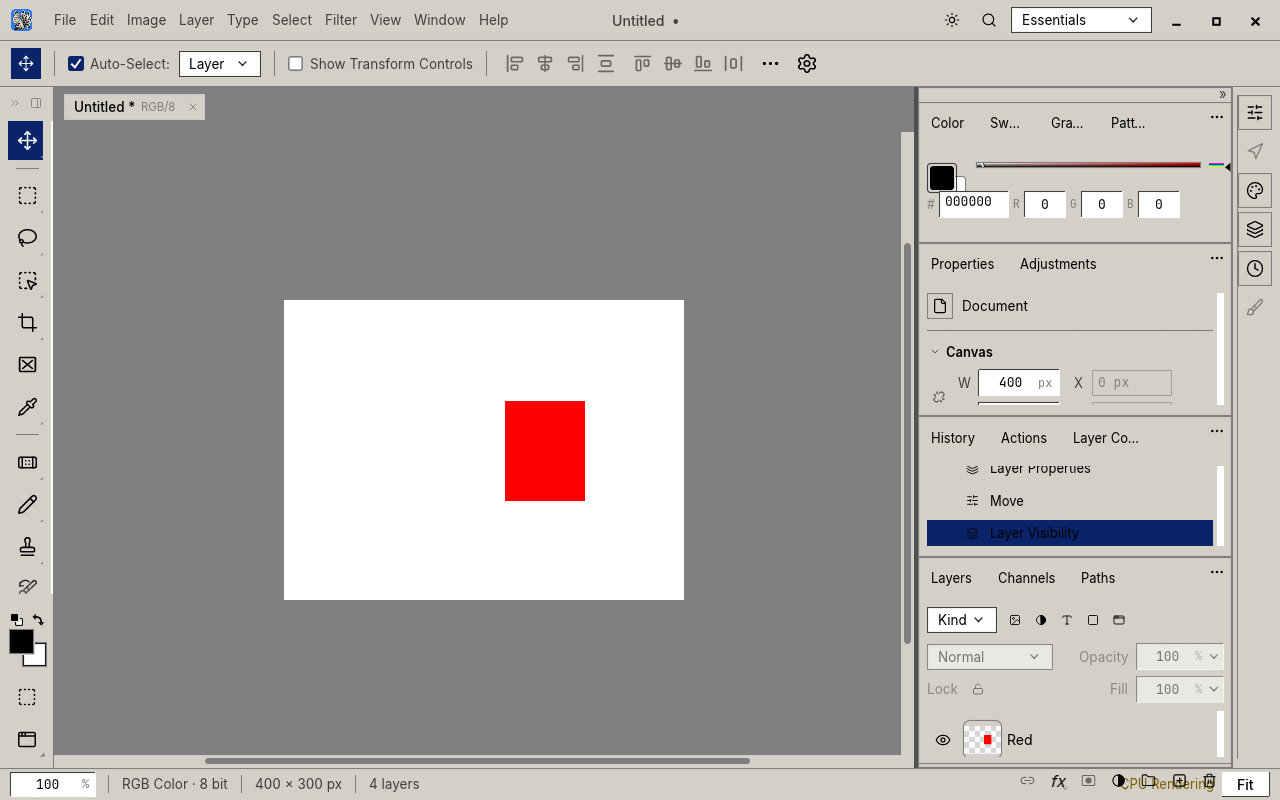 File Edit Image Layer Type Select Filter View Window Help
Untitled •
Essentials
Auto-Select: Layer
Show Transform Controls
Untitled * RGB/8
Color Sw... Gra... Patt...
# 000000 R 0 G 0 B 0
Properties Adjustments
Document
Canvas
W 400 px X 0 px
History Actions Layer Co...
Layer Properties
Move
Layer Visibility
Layers Channels Paths
Kind
Normal Opacity 100 %
Lock Fill 100 %
Red
fx CPU Rendering
100 % RGB Color · 8 bit 400 × 300 px 4 layers Fit